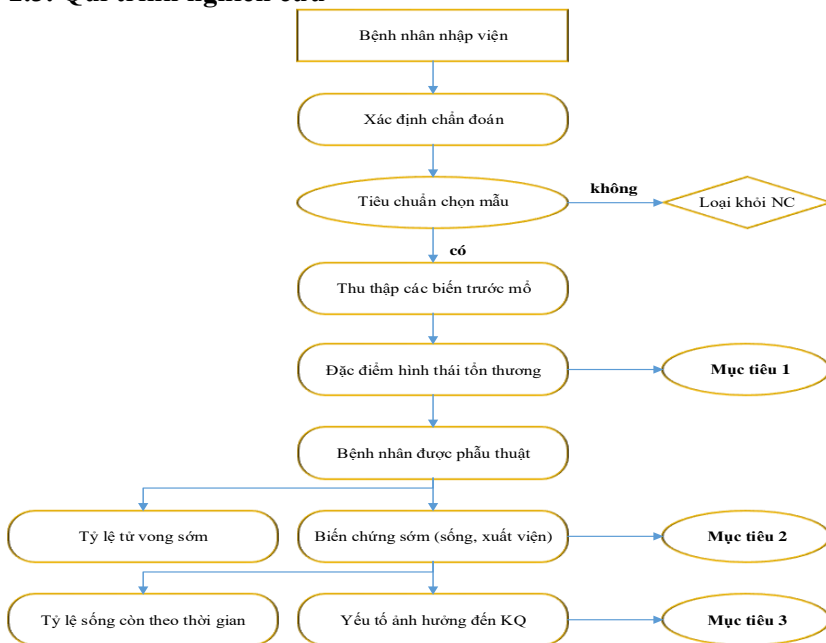 Bệnh nhân nhập viện
Xác định chẩn đoán
Tiêu chuẩn chọn mẫu
không
Loại khỏi NC
có
Thu thập các biến trước mổ
Đặc điểm hình thái tổn thương
Mục tiêu 1
Bệnh nhân được phẫu thuật
Tỷ lệ tử vong sớm
Biến chứng sớm (sống, xuất viện)
Mục tiêu 2
Tỷ lệ sống còn theo thời gian
Yếu tố ảnh hưởng đến KQ
Mục tiêu 3